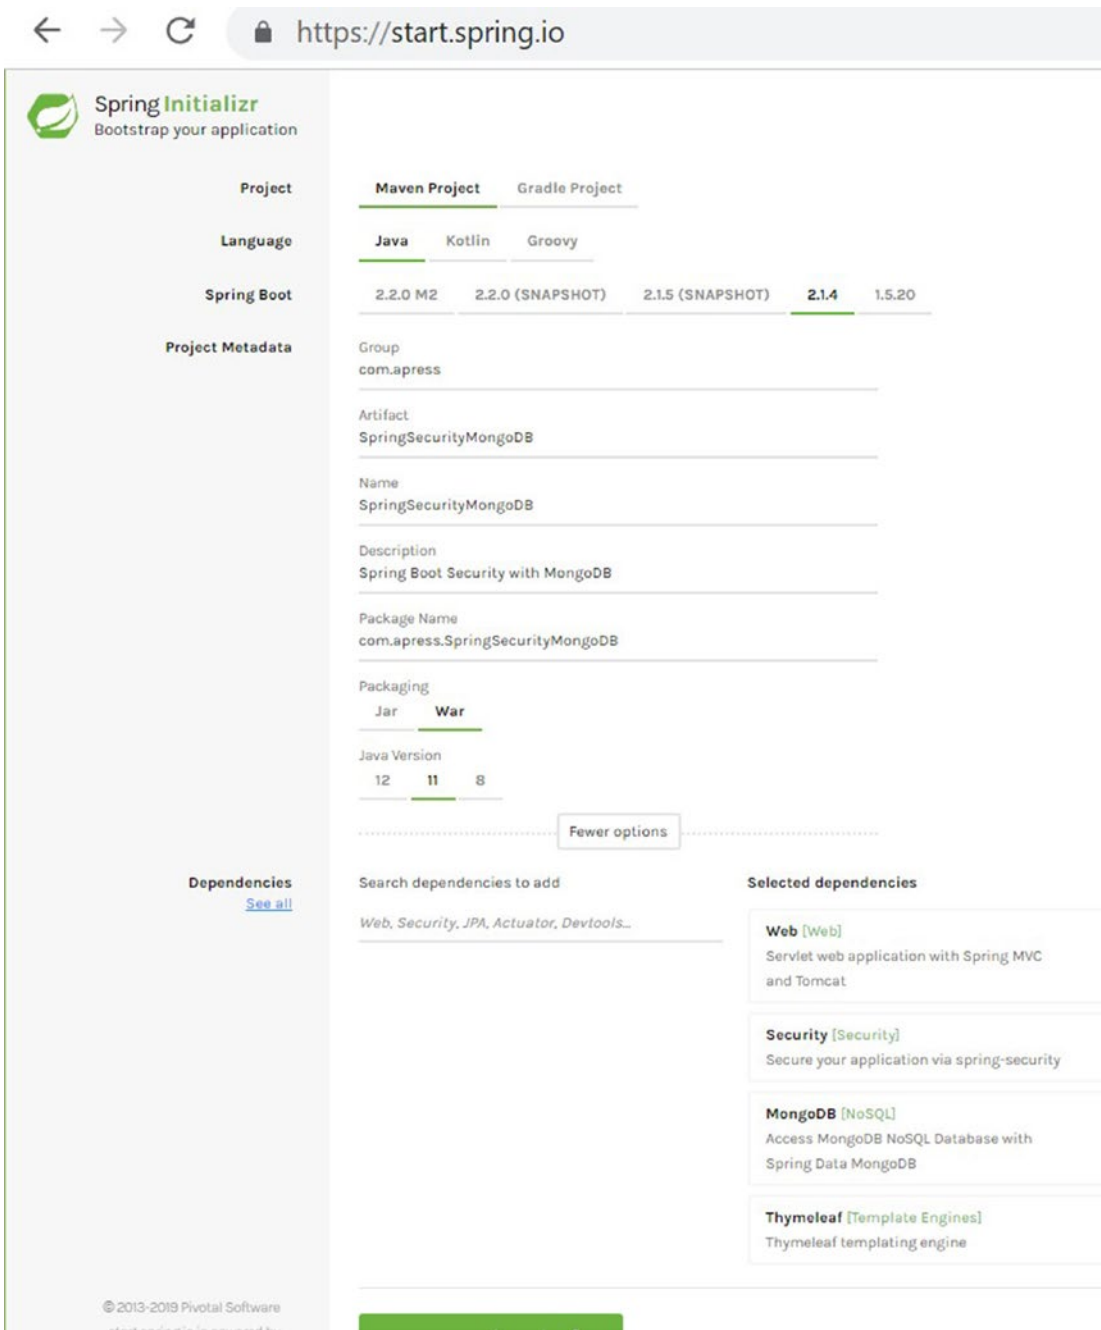 https://start.spring.io
Spring Initializr
Bootstrap your application
Project
Maven Project Gradle Project
Language
Java Kotlin Groovy
Spring Boot
2.2.0 M2 2.2.0 (SNAPSHOT) 2.1.5 (SNAPSHOT) 2.1.4 1.5.20
Project Metadata
Group
com.apress
Artifact
SpringSecurityMongoDB
Name
SpringSecurityMongoDB
Description
Spring Boot Security with MongoDB
Package Name
com.apress.SpringSecurityMongoDB
Packaging
Jar War
Java Version
12 11 8
Fewer options
Dependencies
See all
Search dependencies to add
Web, Security, JPA, Actuator, Devtools...
Selected dependencies
Web [Web]
Servlet web application with Spring MVC
and Tomcat
Security [Security]
Secure your application via spring-security
MongoDB [NoSQL]
Access MongoDB NoSQL Database with
Spring Data MongoDB
Thymeleaf [Template Engines]
Thymeleaf templating engine
© 2013-2019 Pivotal Software